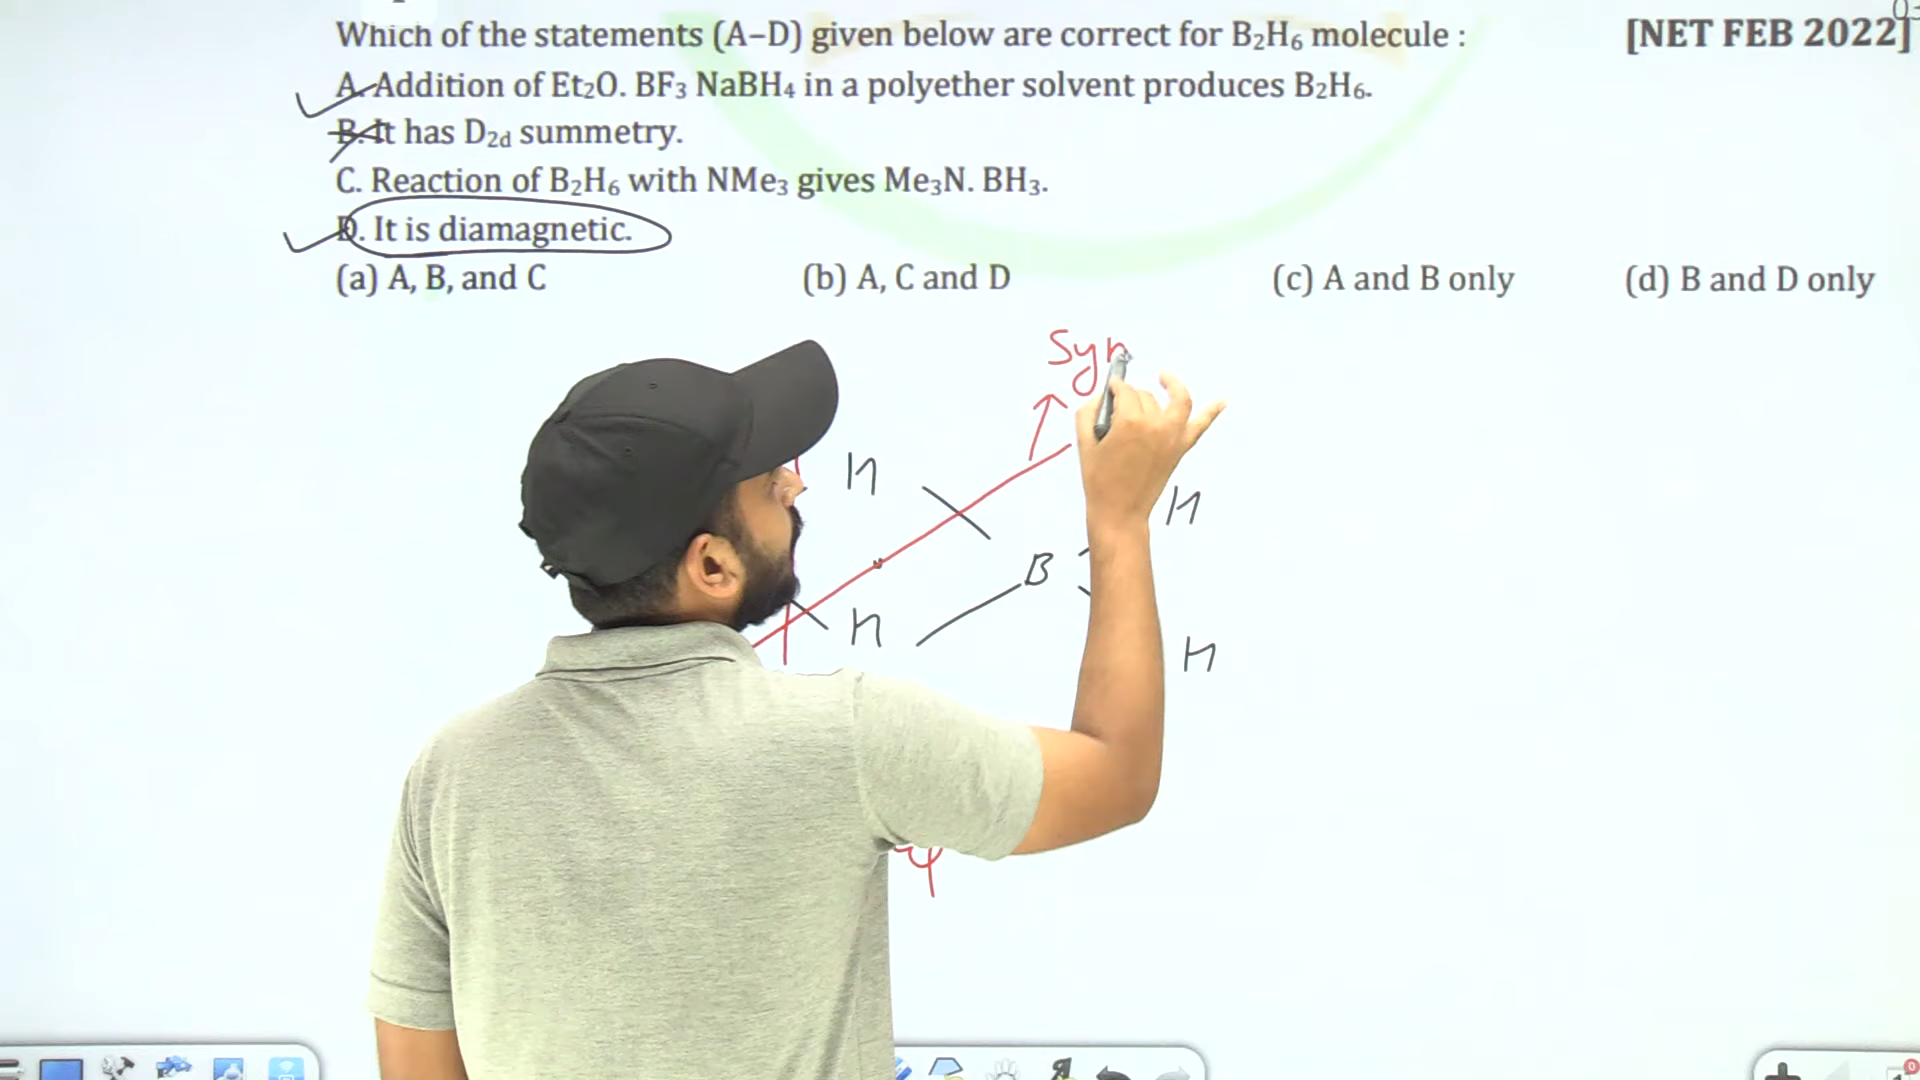 Which of the statements (A–D) given below are correct for B₂H₆ molecule : [NET FEB 2022]
A. Addition of Et₂O. BF₃ NaBH₄ in a polyether solvent produces B₂H₆.
B. It has D₂d summetry.
C. Reaction of B₂H₆ with NMe₃ gives Me₃N. BH₃.
D. It is diamagnetic.
(a) A, B, and C (b) A, C and D (c) A and B only (d) B and D only
Sy
H
H
B
H
H